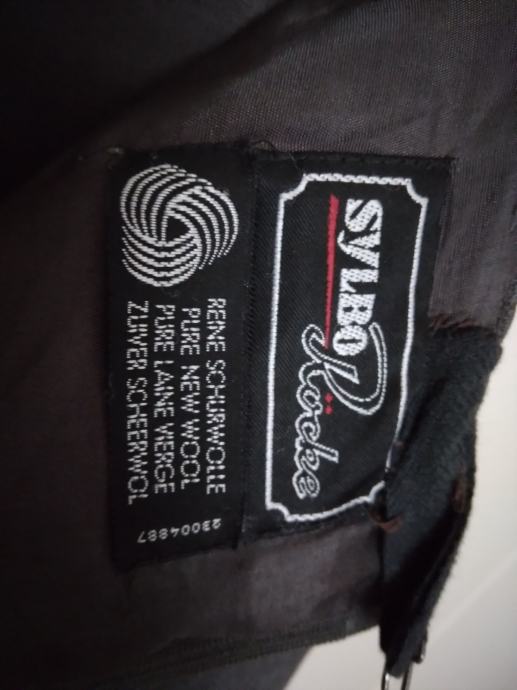 SYLBO
Röcke
REINE SCHURWOLLE
PURE NEW WOOL
PURE LAINE VIERGE
ZUIVER SCHEERWOL
23004887